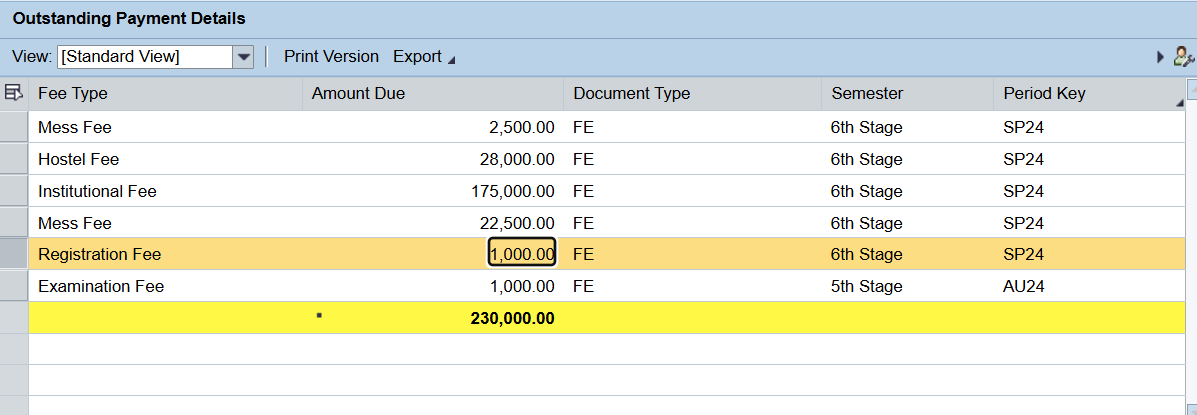 Outstanding Payment Details
View: [Standard View] Print Version Export
Fee Type Amount Due Document Type Semester Period Key
Mess Fee 2,500.00 FE 6th Stage SP24
Hostel Fee 28,000.00 FE 6th Stage SP24
Institutional Fee 175,000.00 FE 6th Stage SP24
Mess Fee 22,500.00 FE 6th Stage SP24
Registration Fee 1,000.00 FE 6th Stage SP24
Examination Fee 1,000.00 FE 5th Stage AU24
230,000.00